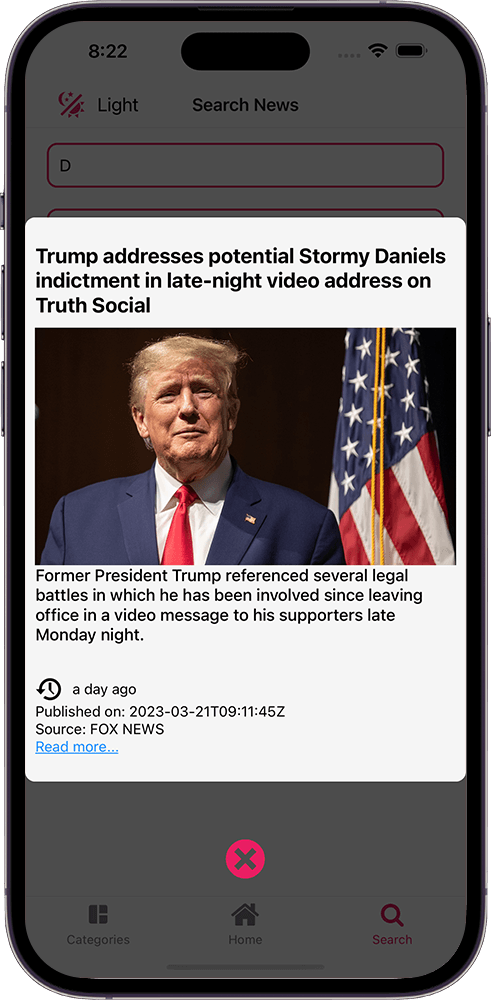 8:22
Light
Search News
D
Trump addresses potential Stormy Daniels
indictment in late-night video address on
Truth Social
Former President Trump referenced several legal
battles in which he has been involved since leaving
office in a video message to his supporters late
Monday night.
a day ago
Published on: 2023-03-21T09:11:45Z
Source: FOX NEWS
Read more...
Categories
Home
Search